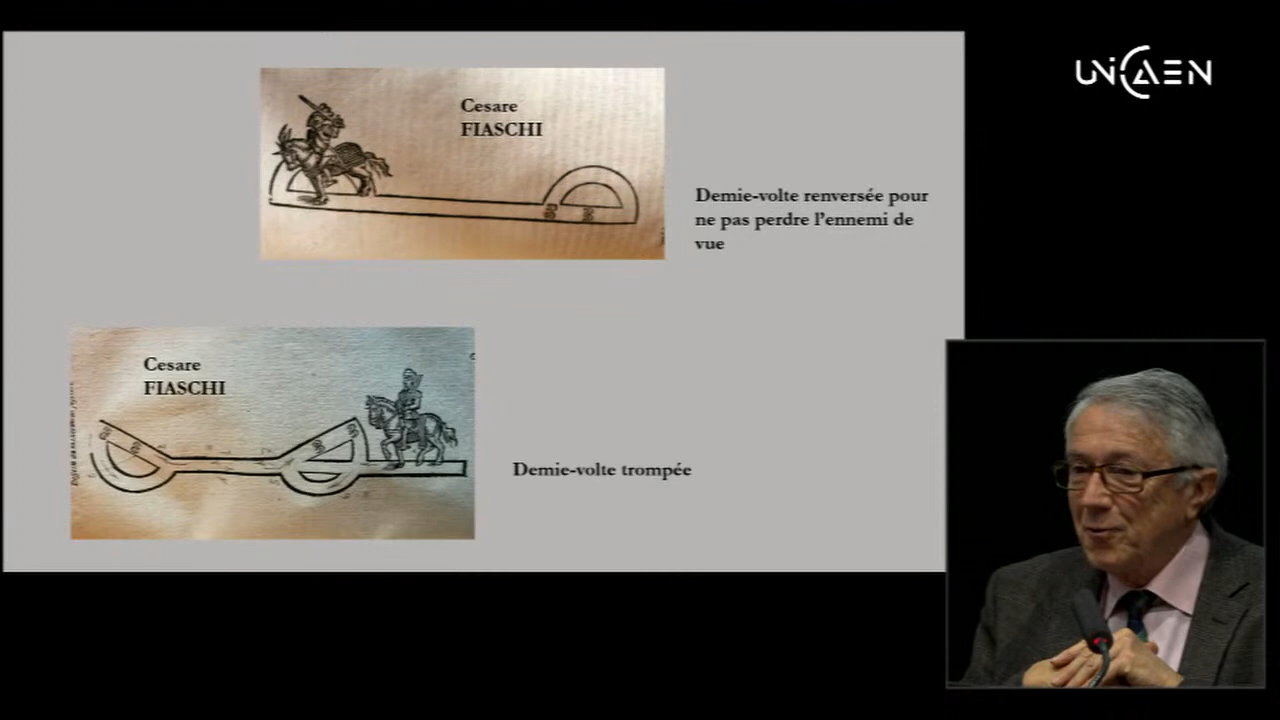 UNICAEN
Cesare
FIASCHI
Demie-volte renversée pour
ne pas perdre l'ennemi de
vue
Cesare
FIASCHI
Demie-volte trompée